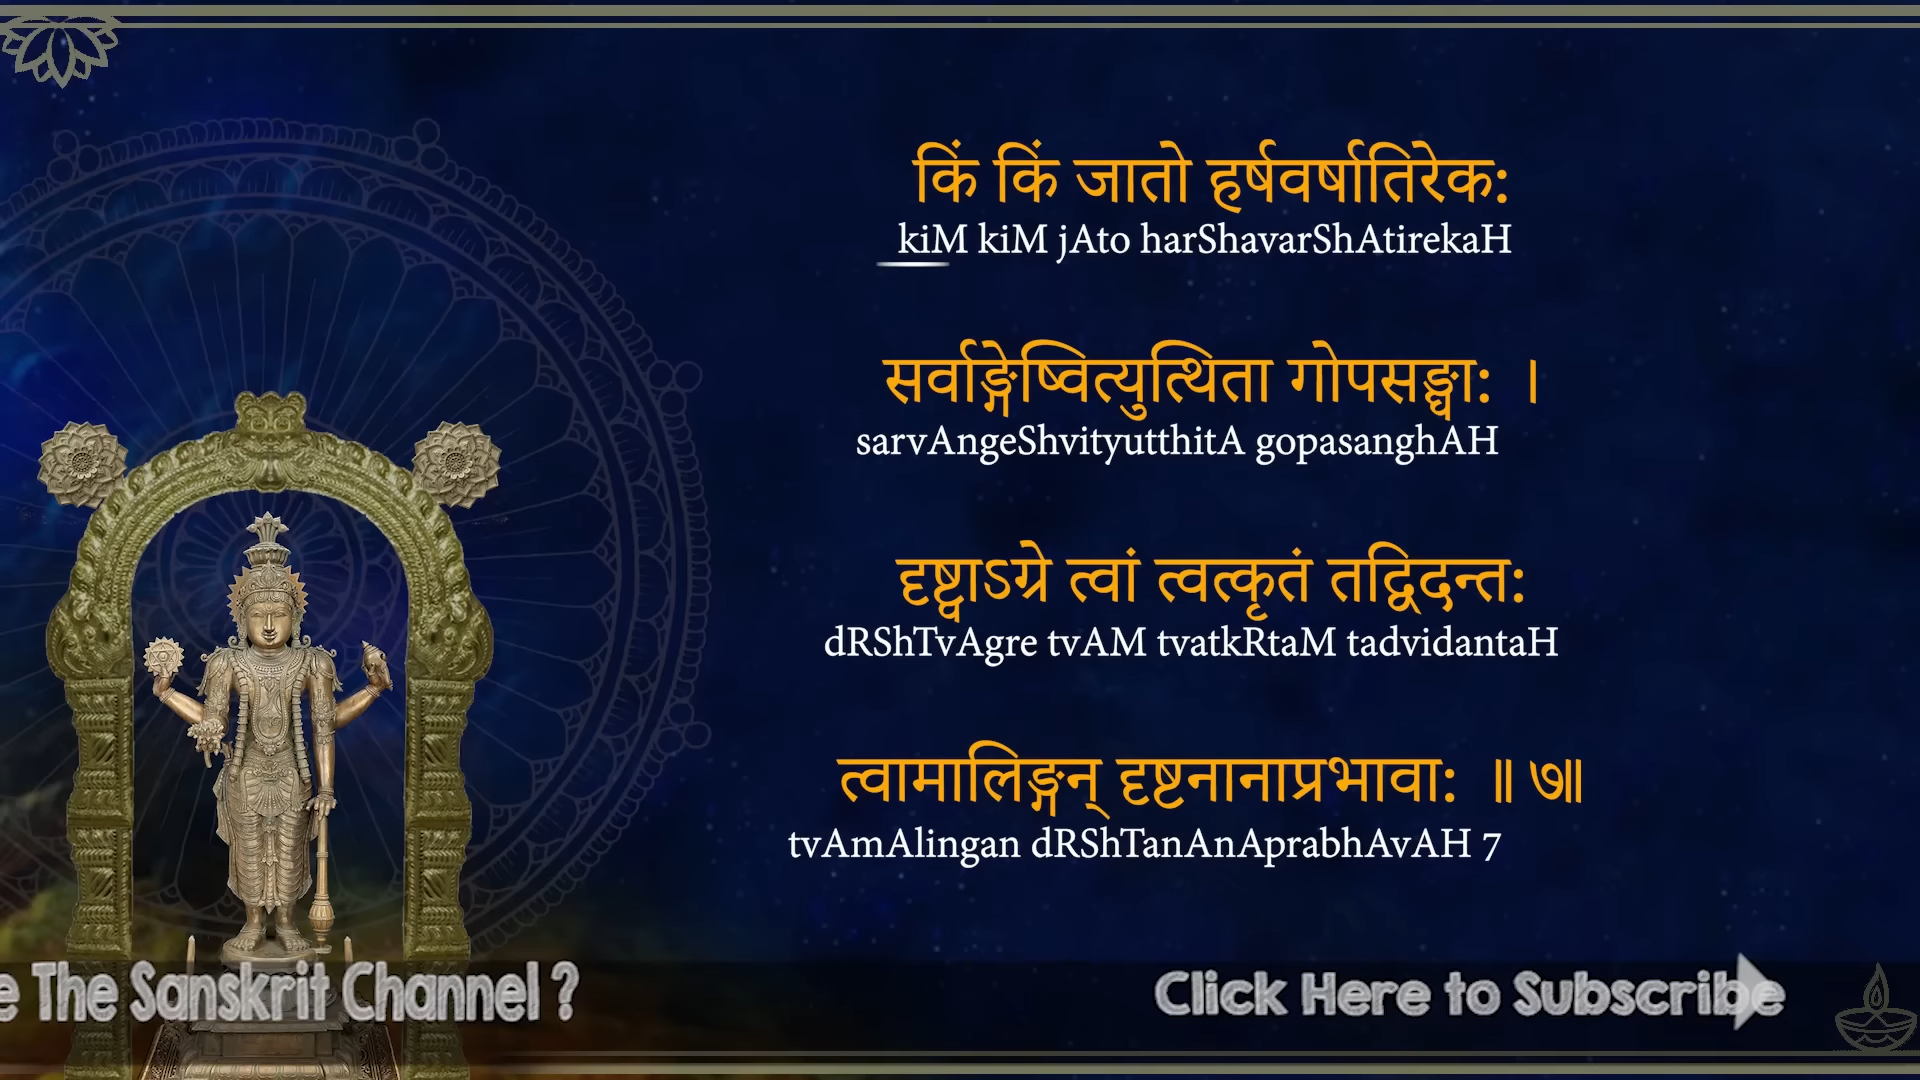 किं किं जातो हर्षवर्षातिरेक:
kiM kiM jAto harShavarShAtirekaH
सर्वाङ्गेष्वित्युत्थिता गोपसङ्घा: ।
sarvAngeShvityutthitA gopasanghAH
दृष्ट्वाऽग्रे त्वां त्वत्कृतं तद्विदन्त:
dRShTvAgre tvAM tvatkRtaM tadvidantaH
त्वामालिङ्गन् दृष्टनानाप्रभावा: ॥ ७॥
tvAmAlingan dRShTanAnAprabhAvAH 7
e The Sanskrit Channel ?
Click Here to Subscribe